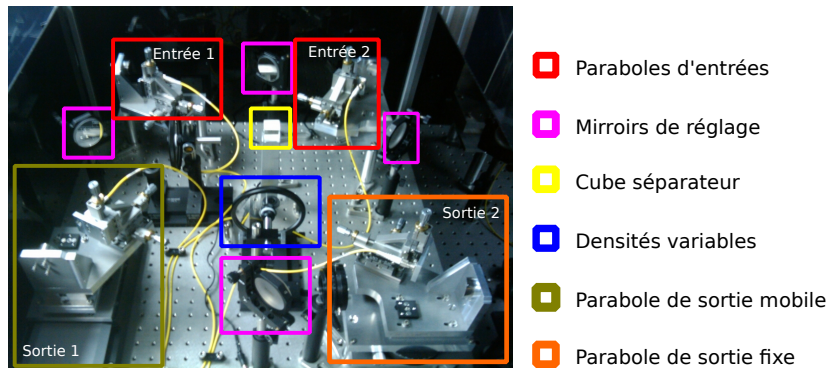 Entrée 1
Entrée 2
Sortie 2
Sortie 1
Paraboles d'entrées
Mirroirs de réglage
Cube séparateur
Densités variables
Parabole de sortie mobile
Parabole de sortie fixe